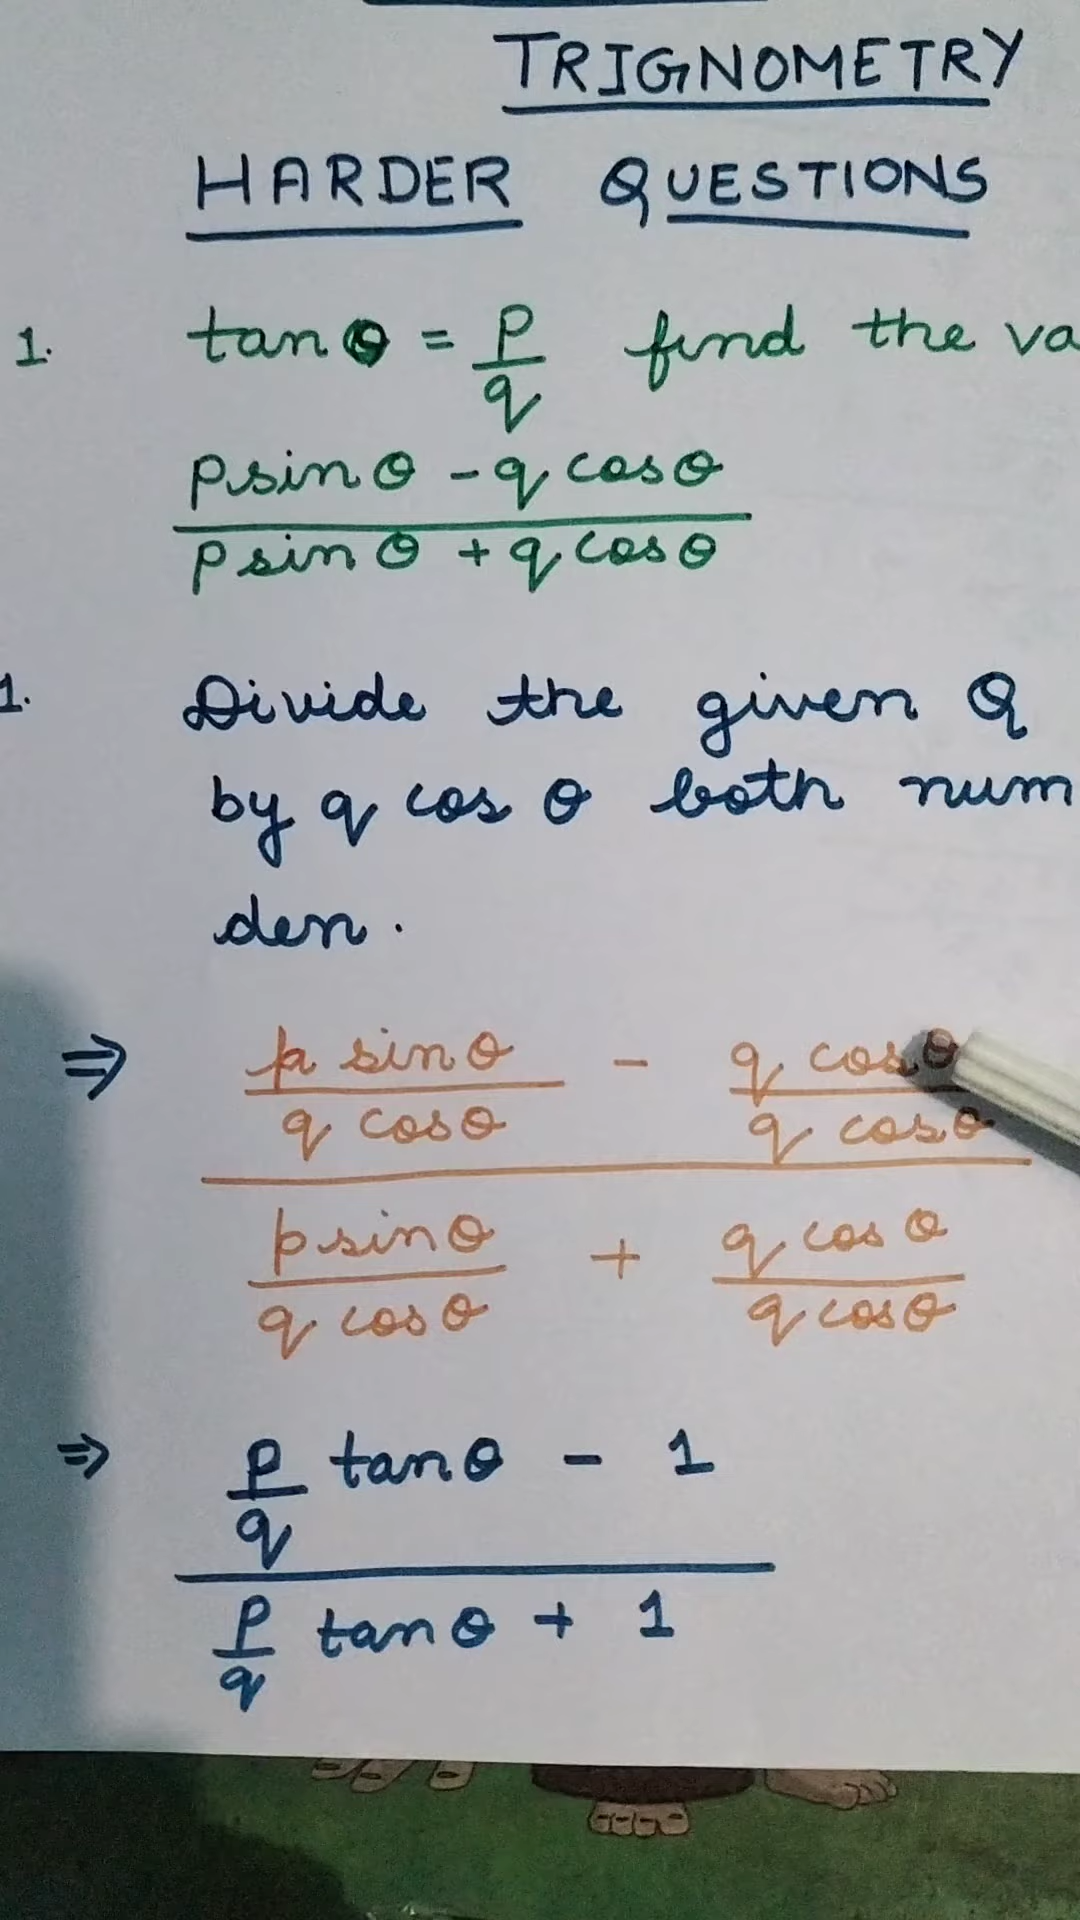 TRIGNOMETRY
HARDER QUESTIONS
1. tan θ = p/q find the va
p sin θ - q cos θ
p sin θ + q cos θ
1. Divide the given Q
by q cos θ both num
den.
⇒ p sin θ / q cos θ - q cos θ / q cos θ
p sin θ / q cos θ + q cos θ / q cos θ
⇒ p/q tan θ - 1
p/q tan θ + 1